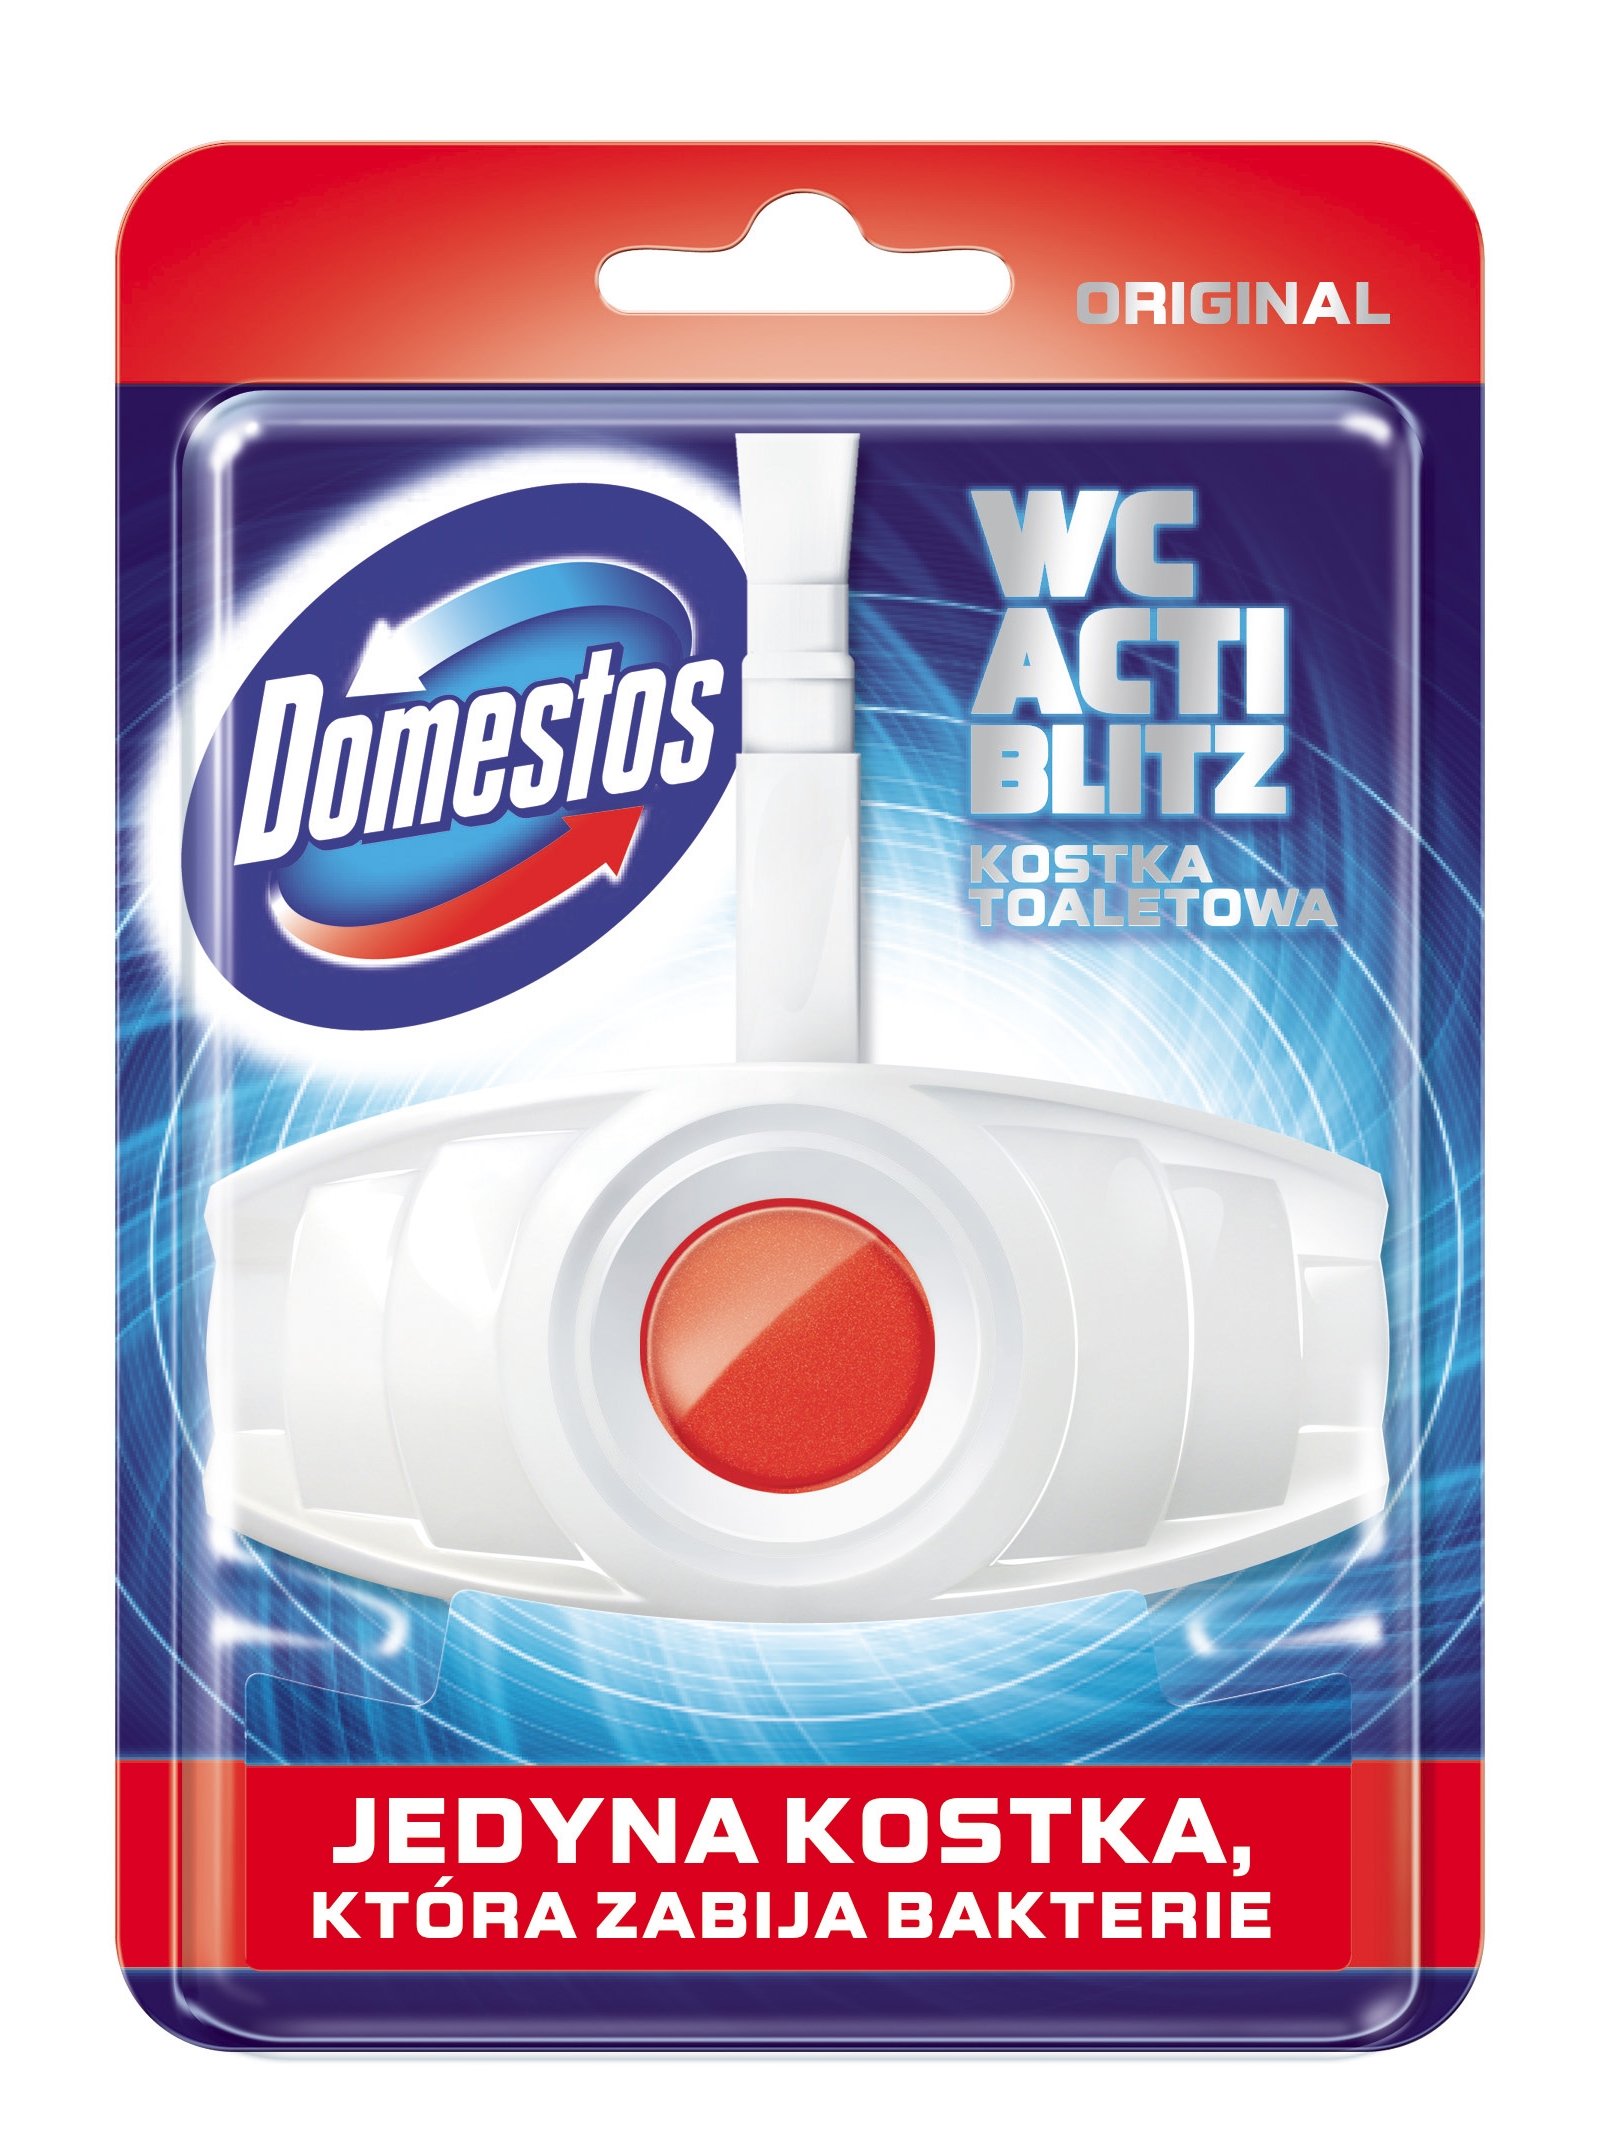 ORIGINAL
Domestos
WC
ACTI
BLITZ
KOSTKA
TOALETOWA
JEDYNA KOSTKA,
KTÓRA ZABIJA BAKTERIE